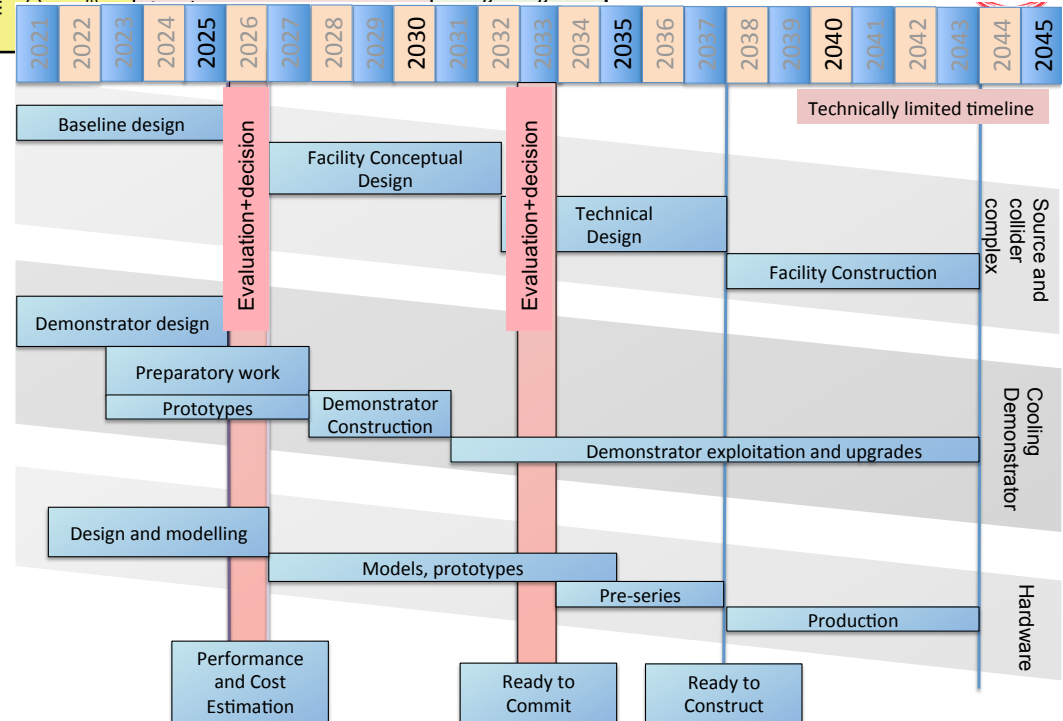 2021
2022
2023
2024
2025
2026
2027
2028
2029
2030
2031
2032
2033
2034
2035
2036
2037
2038
2039
2040
2041
2042
2043
2044
2045
Technically limited timeline
Baseline design
Evaluation+decision
Facility Conceptual
Design
Evaluation+decision
Technical
Design
Facility Construction
Source and
collider
complex
Demonstrator design
Preparatory work
Prototypes
Demonstrator
Construction
Demonstrator exploitation and upgrades
Cooling
Demonstrator
Design and modelling
Models, prototypes
Pre-series
Production
Hardware
Performance
and Cost
Estimation
Ready to
Commit
Ready to
Construct